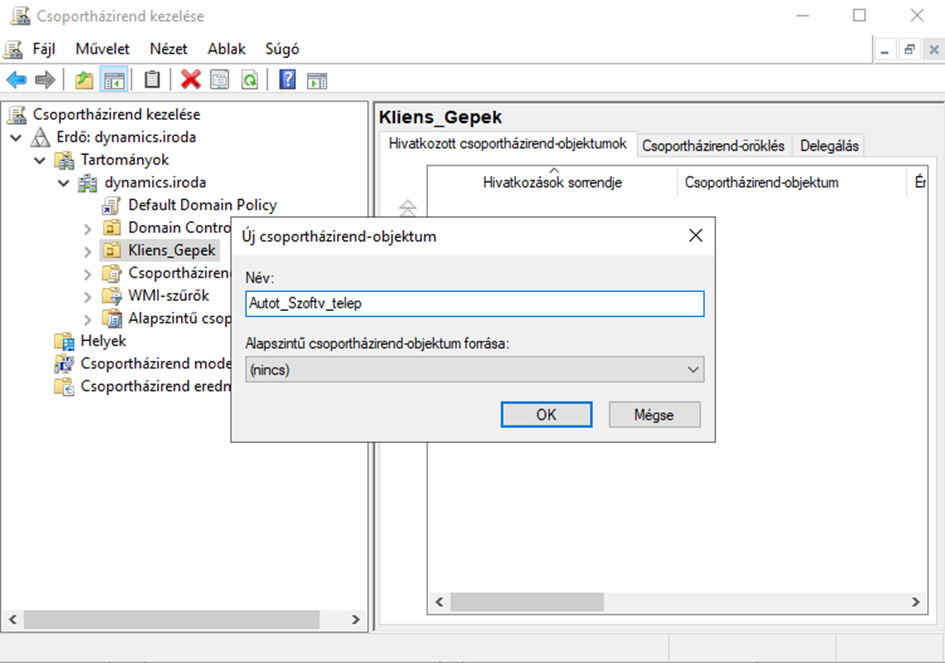 Csoportházirend kezelése
Fájl Művelet Nézet Ablak Súgó
Csoportházirend kezelése
Erdő: dynamics.iroda
Tartományok
dynamics.iroda
Default Domain Policy
Domain Contro
Kliens_Gepek
Csoportháziren
WMI-szűrők
Alapszintű csop
Helyek
Csoportházirend mode
Csoportházirend eredm
Kliens_Gepek
Hivatkozott csoportházirend-objektumok Csoportházirend-öröklés Delegálás
Hivatkozások sorrendje Csoportházirend-objektum Ér
Új csoportházirend-objektum
Név:
Autot_Szoftv_telep
Alapszintű csoportházirend-objektum forrása:
(nincs)
OK Mégse